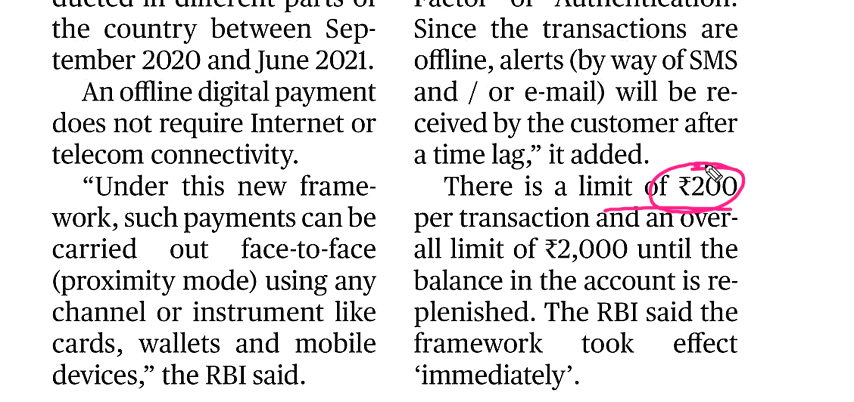 ducted in different parts of
the country between Sep-
tember 2020 and June 2021.
An offline digital payment
does not require Internet or
telecom connectivity.
“Under this new frame-
work, such payments can be
carried out face-to-face
(proximity mode) using any
channel or instrument like
cards, wallets and mobile
devices,” the RBI said.
Factor of Authentication.
Since the transactions are
offline, alerts (by way of SMS
and / or e-mail) will be re-
ceived by the customer after
a time lag,” it added.
There is a limit of ₹200
per transaction and an over-
all limit of ₹2,000 until the
balance in the account is re-
plenished. The RBI said the
framework took effect
‘immediately’.